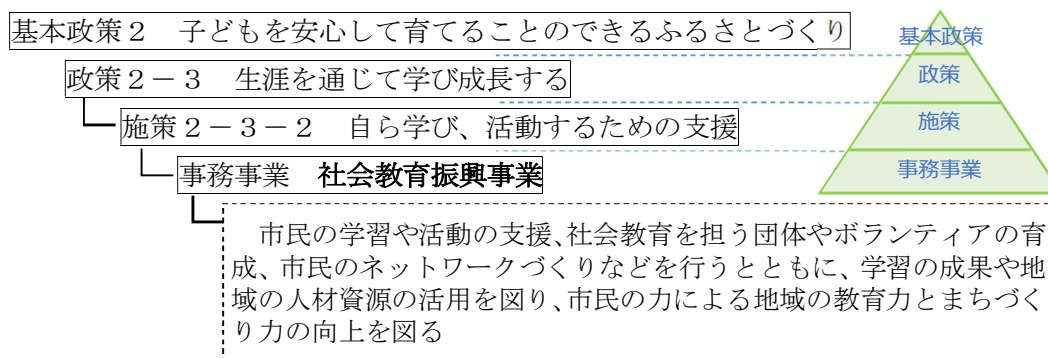 基本政策２　子どもを安心して育てることのできるふるさとづくり
政策２－３　生涯を通じて学び成長する
施策２－３－２　自ら学び、活動するための支援
事務事業　社会教育振興事業
市民の学習や活動の支援、社会教育を担う団体やボランティアの育
成、市民のネットワークづくりなどを行うとともに、学習の成果や地
域の人材資源の活用を図り、市民の力による地域の教育力とまちづく
り力の向上を図る
基本政策
政策
施策
事務事業